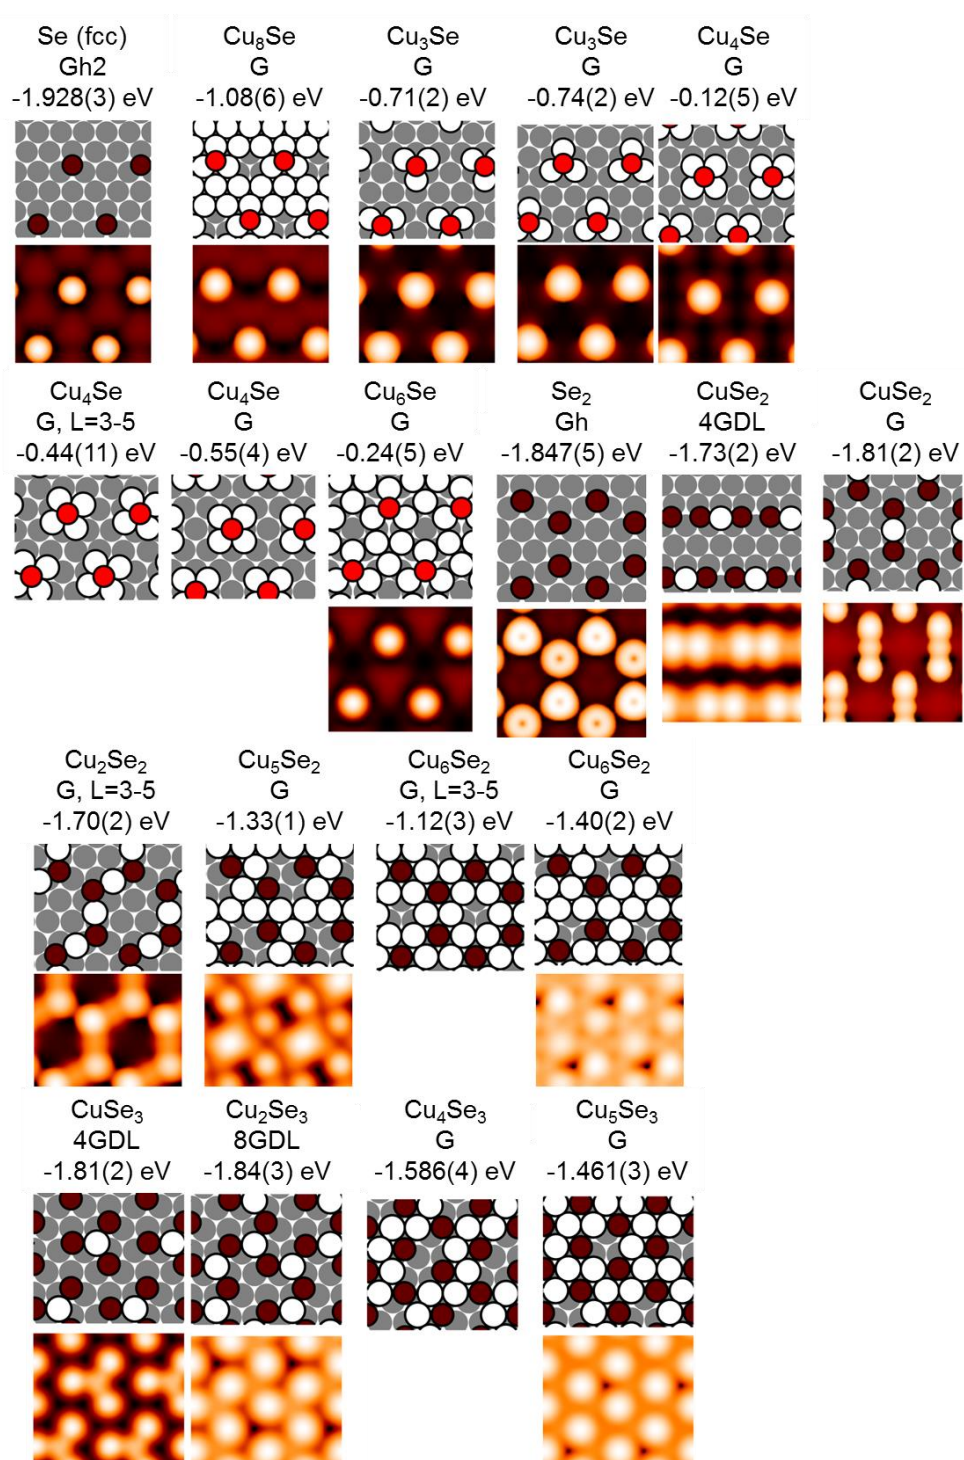 Se (fcc)
Gh2
-1.928(3) eV
Cu₈Se
G
-1.08(6) eV
Cu₃Se
G
-0.71(2) eV
Cu₃Se
G
-0.74(2) eV
Cu₄Se
G
-0.12(5) eV
Cu₄Se
G, L=3-5
-0.44(11) eV
Cu₄Se
G
-0.55(4) eV
Cu₆Se
G
-0.24(5) eV
Se₂
Gh
-1.847(5) eV
CuSe₂
4GDL
-1.73(2) eV
CuSe₂
G
-1.81(2) eV
Cu₂Se₂
G, L=3-5
-1.70(2) eV
Cu₅Se₂
G
-1.33(1) eV
Cu₆Se₂
G, L=3-5
-1.12(3) eV
Cu₆Se₂
G
-1.40(2) eV
CuSe₃
4GDL
-1.81(2) eV
Cu₂Se₃
8GDL
-1.84(3) eV
Cu₄Se₃
G
-1.586(4) eV
Cu₅Se₃
G
-1.461(3) eV